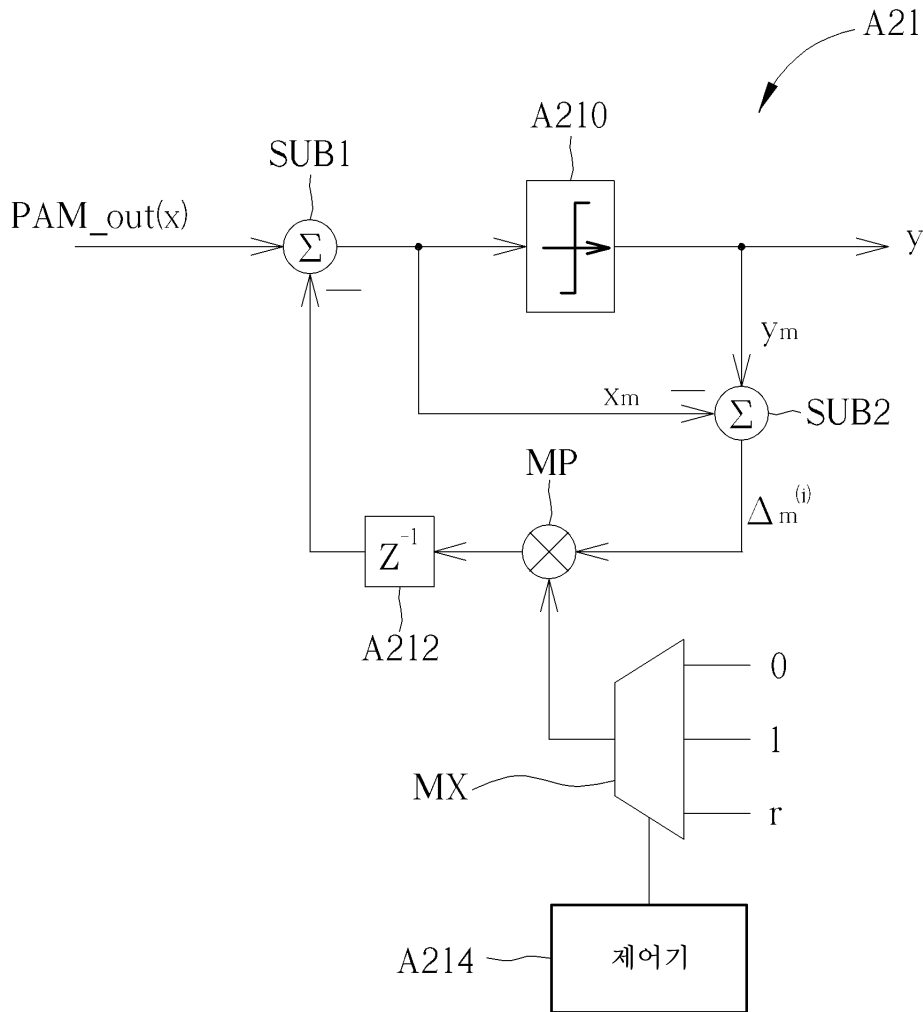 A21
A210
SUB1
PAM_out(x)
Σ
y
ym
xm
Σ
SUB2
MP
Δm(i)
Z-1
A212
0
1
MX
r
A214
제어기